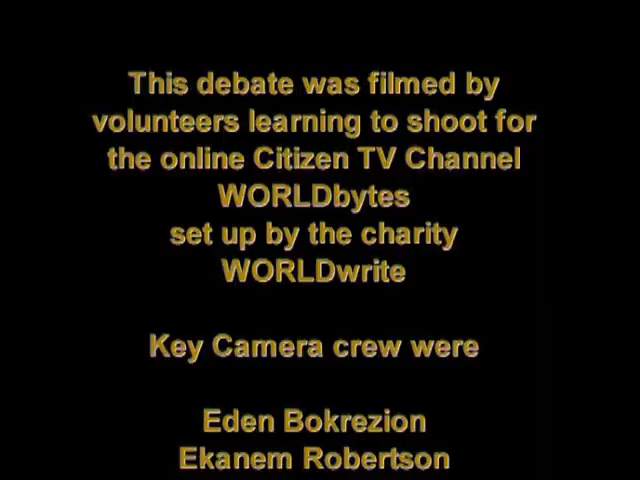 This debate was filmed by
volunteers learning to shoot for
the online Citizen TV Channel
WORLDbytes
set up by the charity
WORLDwrite
Key Camera crew were
Eden Bokrezion
Ekanem Robertson